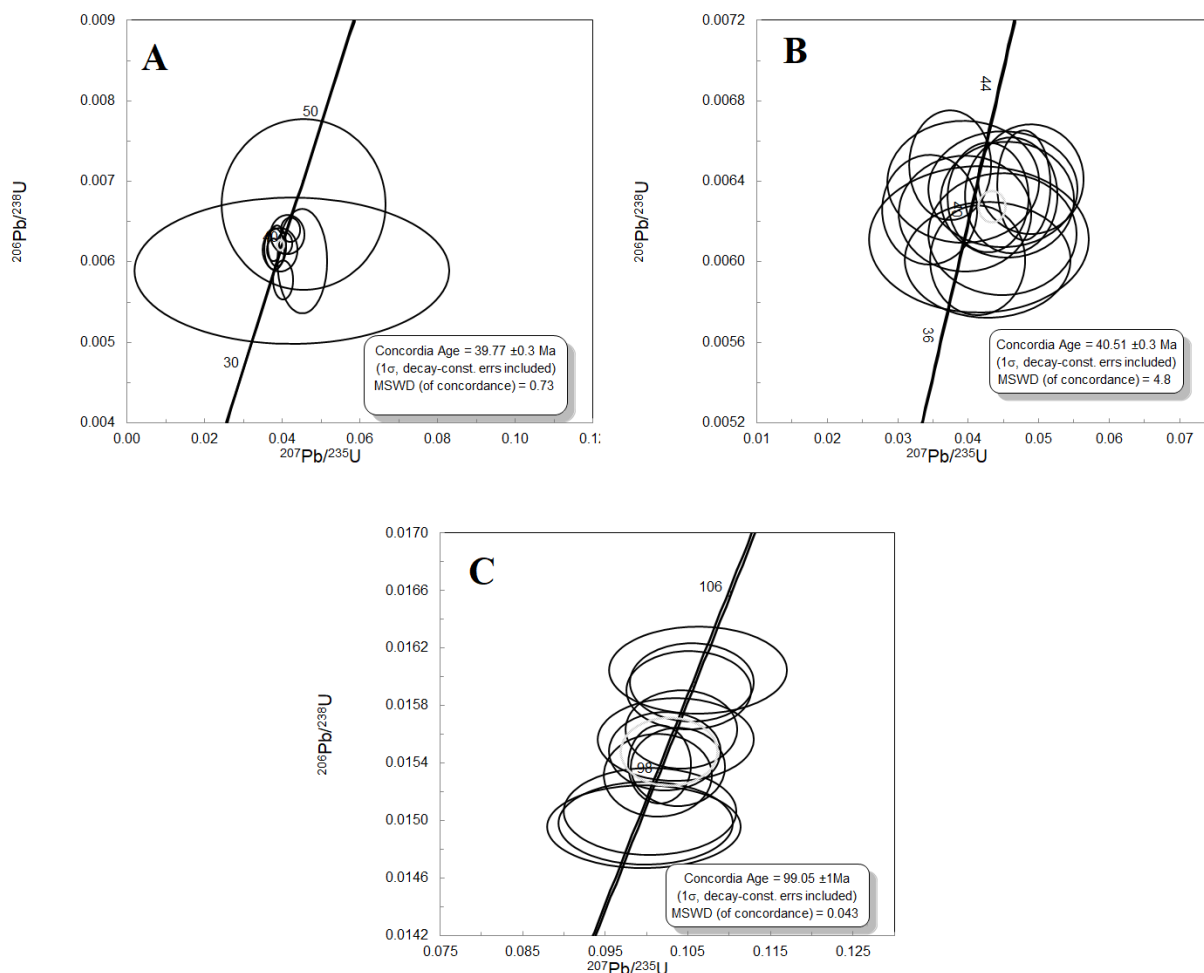 A
0.009
0.008
0.007
0.006
0.005
0.004
206Pb/238U
50
30
Concordia Age = 39.77 ±0.3 Ma
(1σ, decay-const. errs included)
MSWD (of concordance) = 0.73
0.00
0.02
0.04
0.06
0.08
0.10
207Pb/235U
B
0.0072
0.0068
0.0064
0.0060
0.0056
0.0052
206Pb/238U
44
40
36
Concordia Age = 40.51 ±0.3 Ma
(1σ, decay-const. errs included)
MSWD (of concordance) = 4.8
0.01
0.02
0.03
0.04
0.05
0.06
0.07
207Pb/235U
C
0.0170
0.0166
0.0162
0.0158
0.0154
0.0150
0.0146
0.0142
206Pb/238U
106
98
Concordia Age = 99.05 ±1Ma
(1σ, decay-const. errs included)
MSWD (of concordance) = 0.043
0.075
0.085
0.095
0.105
0.115
0.125
207Pb/235U